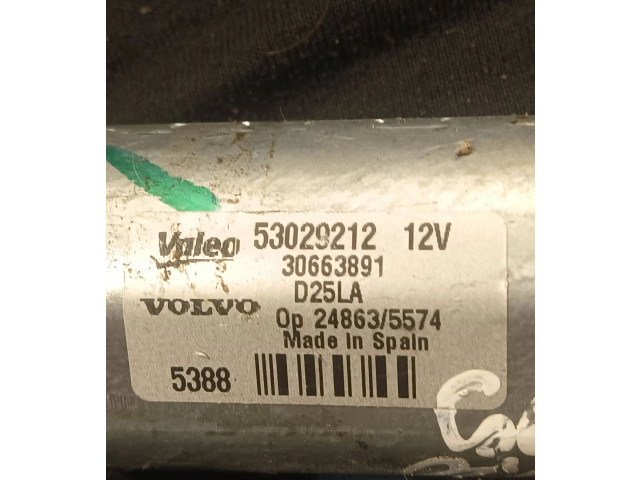 Valeo 53029212 12V
30663891
VOLVO D25LA
Op 24863/5574
Made in Spain
5388